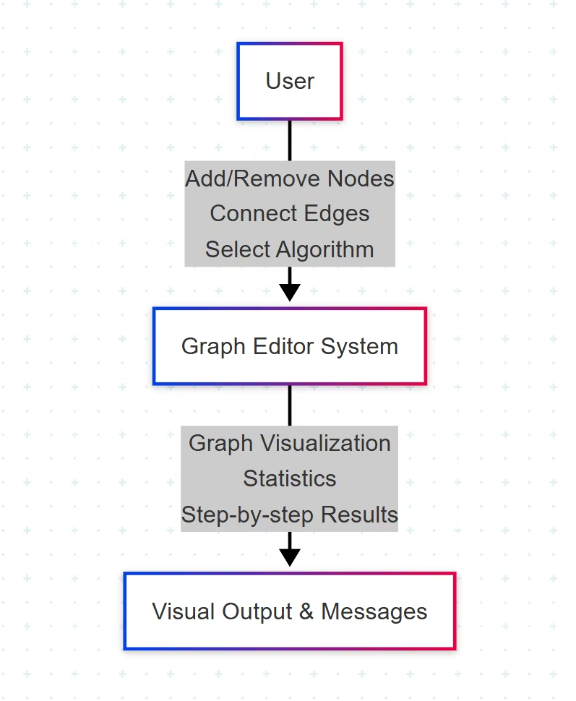 User
Add/Remove Nodes
Connect Edges
Select Algorithm
Graph Editor System
Graph Visualization
Statistics
Step-by-step Results
Visual Output & Messages